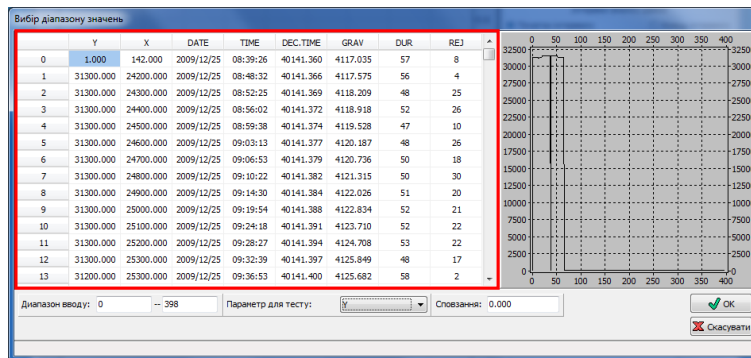 Вибір діапазону значень
Y X DATE TIME DEC.TIME GRAV DUR REJ
0 1.000 142.000 2009/12/25 08:39:26 40141.360 4117.035 57 8
1 31300.000 24200.000 2009/12/25 08:48:32 40141.366 4117.575 56 4
2 31300.000 24300.000 2009/12/25 08:52:25 40141.369 4118.209 48 25
3 31300.000 24400.000 2009/12/25 08:56:02 40141.372 4118.918 52 26
4 31300.000 24500.000 2009/12/25 08:59:38 40141.374 4119.528 47 10
5 31300.000 24600.000 2009/12/25 09:03:13 40141.377 4120.187 48 26
6 31300.000 24700.000 2009/12/25 09:06:53 40141.379 4120.736 50 18
7 31300.000 24800.000 2009/12/25 09:10:22 40141.382 4121.315 50 30
8 31300.000 24900.000 2009/12/25 09:14:30 40141.384 4122.026 51 20
9 31300.000 25000.000 2009/12/25 09:19:54 40141.388 4122.834 52 21
10 31300.000 25100.000 2009/12/25 09:24:18 40141.391 4123.710 52 22
11 31300.000 25200.000 2009/12/25 09:28:27 40141.394 4124.708 53 22
12 31300.000 25300.000 2009/12/25 09:32:39 40141.397 4125.849 48 17
13 31200.000 25300.000 2009/12/25 09:36:53 40141.400 4125.682 58 2
0 50 100 150 200 250 300 350 400
32500 3250
30000 3000
27500 2750
25000 2500
22500 2250
20000 2000
17500 1750
15000 1500
12500 1250
10000 1000
7500 7500
5000 5000
2500 2500
0 0
0 50 100 150 200 250 300 350 400
Диапазон вводу: 0 -- 398 Параметр для тесту: Y Сповзання: 0.000
OK
Скасувати